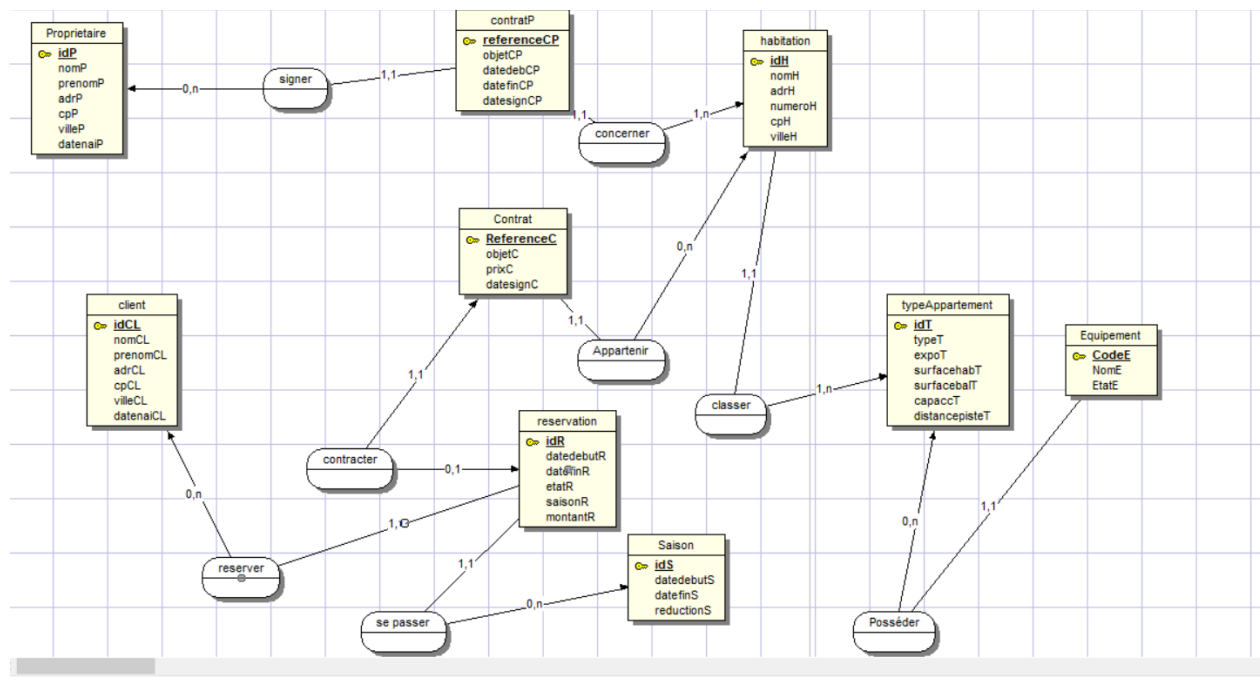 Proprietaire
idP
nomP
prenomP
adrP
cpP
villeP
datenaiP
0,n
signer
1,1
contratP
referenceCP
objetCP
datedebCP
datefinCP
datesignCP
1,1
concerner
1,n
habitation
idH
nomH
adrH
numeroH
cpH
villeH
Contrat
ReferenceC
objetC
prixC
datesignC
0,n
1,1
1,1
Appartenir
client
idCL
nomCL
prenomCL
adrCL
cpCL
villeCL
datenaiCL
1,1
classer
1,n
typeAppartement
idT
typeT
expoT
surfacehabT
surfacebalT
capaccT
distancepisteT
Equipement
CodeE
NomE
EtatE
contracter
0,1
reservation
idR
datedebutR
etatR
saisonR
montantR
0,n
reserver
1,1
se passer
0,n
Saison
idS
datedebutS
datefinS
reductionS
0,n
1,1
Posséder